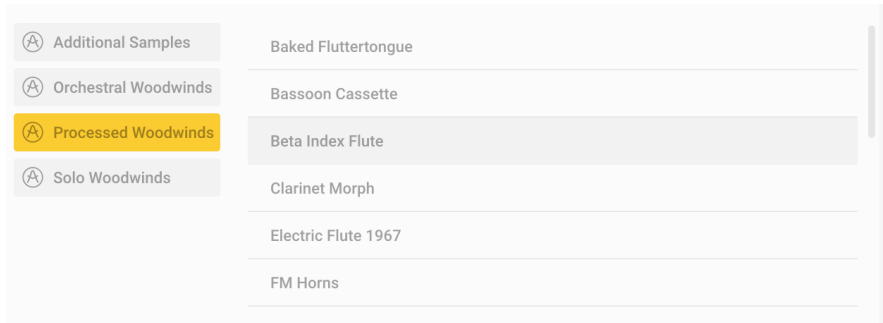 Additional Samples
Orchestral Woodwinds
Processed Woodwinds
Solo Woodwinds
Baked Fluttertongue
Bassoon Cassette
Beta Index Flute
Clarinet Morph
Electric Flute 1967
FM Horns